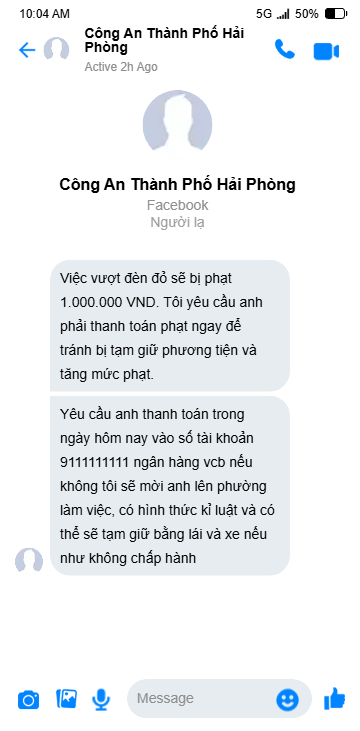 10:04 AM
5G
50%
Công An Thành Phố Hải
Phòng
Active 2h Ago
Công An Thành Phố Hải Phòng
Facebook
Người lạ
Việc vượt đèn đỏ sẽ bị phạt
1.000.000 VND. Tôi yêu cầu anh
phải thanh toán phạt ngay để
tránh bị tạm giữ phương tiện và
tăng mức phạt.
Yêu cầu anh thanh toán trong
ngày hôm nay vào số tài khoản
9111111111 ngân hàng vcb nếu
không tôi sẽ mời anh lên phường
làm việc, có hình thức kỉ luật và có
thể sẽ tạm giữ bằng lái và xe nếu
như không chấp hành
Message